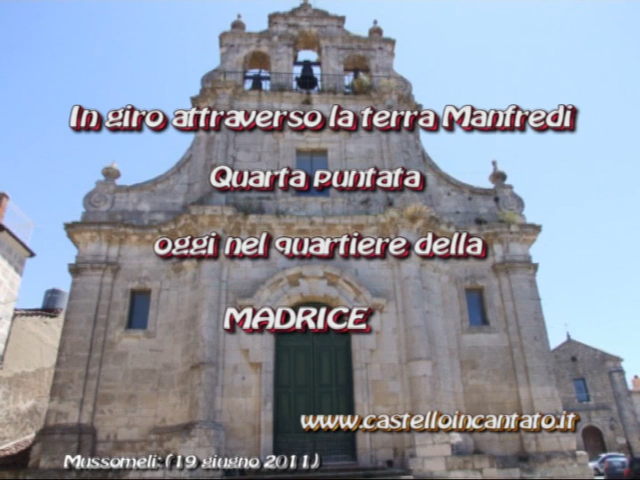 In giro attraverso la terra Manfredi
Quarta puntata
oggi nel quartiere della
MADRICE
www.castelloincantato.it
Mussomeli: (19 giugno 2011)